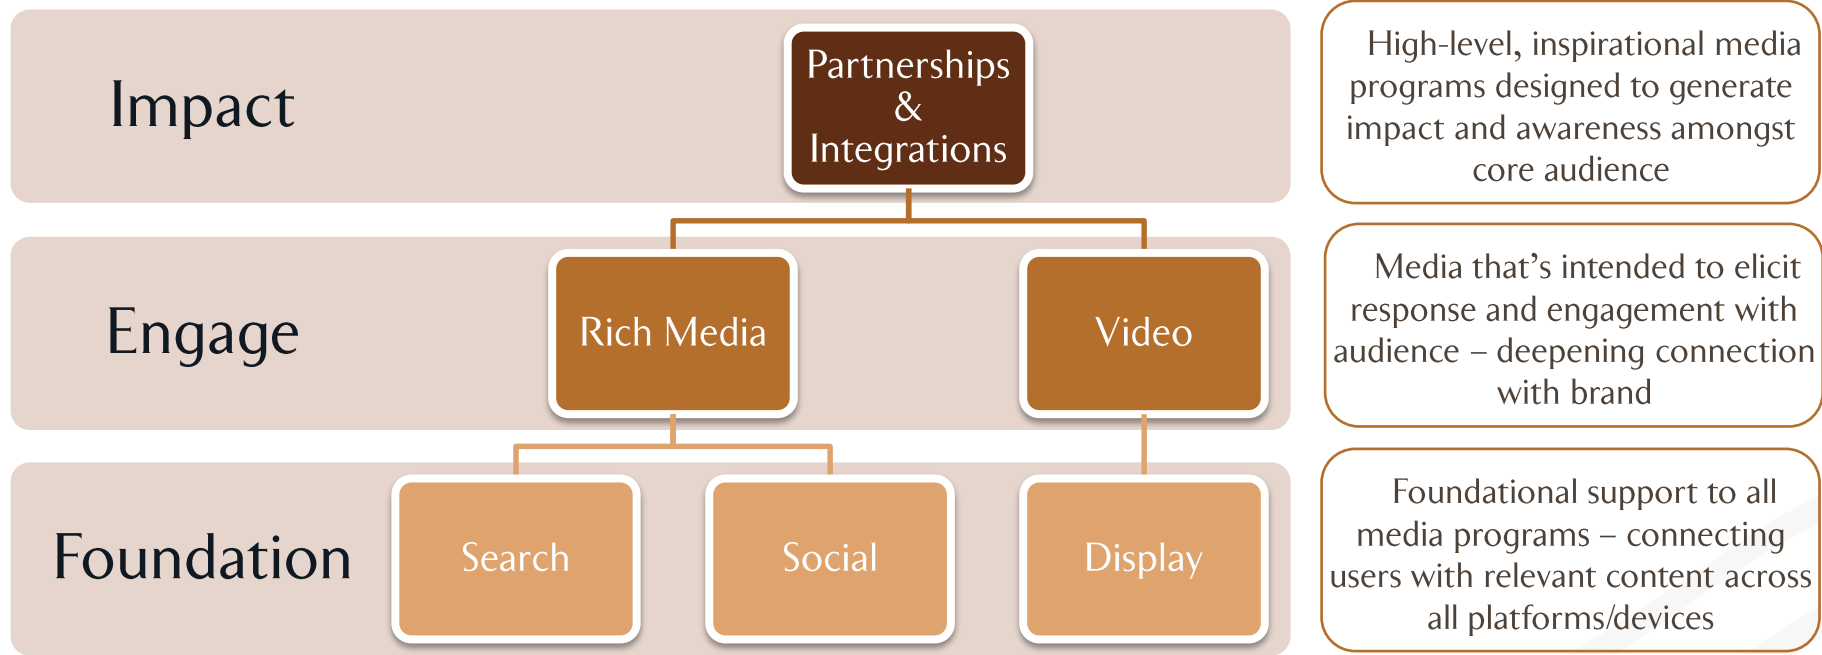 Impact
Partnerships
&
Integrations
High-level, inspirational media
programs designed to generate
impact and awareness amongst
core audience
Engage
Rich Media
Video
Media that’s intended to elicit
response and engagement with
audience – deepening connection
with brand
Foundation
Search
Social
Display
Foundational support to all
media programs – connecting
users with relevant content across
all platforms/devices